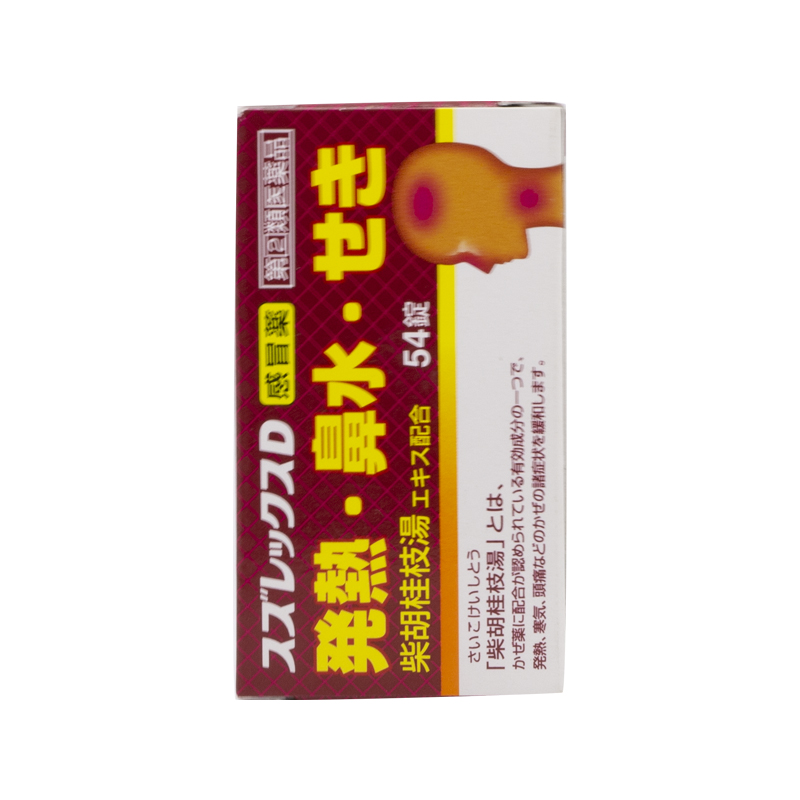 スズレックスD 感冒薬 第②類医薬品
発熱・鼻水・せき
柴胡桂枝湯 エキス配合 54錠
さいこけいしとう
「柴胡桂枝湯」とは、
かぜ薬に配合が認められている有効成分の一つで、
発熱、寒気、頭痛などのかぜの諸症状を緩和します。